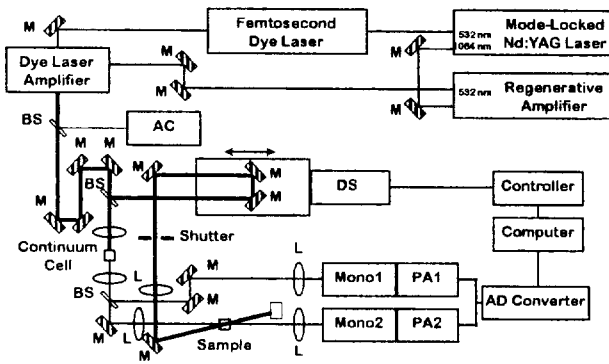 M
Femtosecond
Dye Laser
532 nm
1064 nm
Mode-Locked
Nd:YAG Laser
Dye Laser
Amplifier
M
M
M
M
532 nm
Regenerative
Amplifier
BS
AC
M
M
M
M
M
BS
M
DS
Controller
Continuum
Cell
Shutter
Computer
L
M
L
Mono1
PA1
AD Converter
BS
M
Mono2
PA2
M
L
M
Sample
L